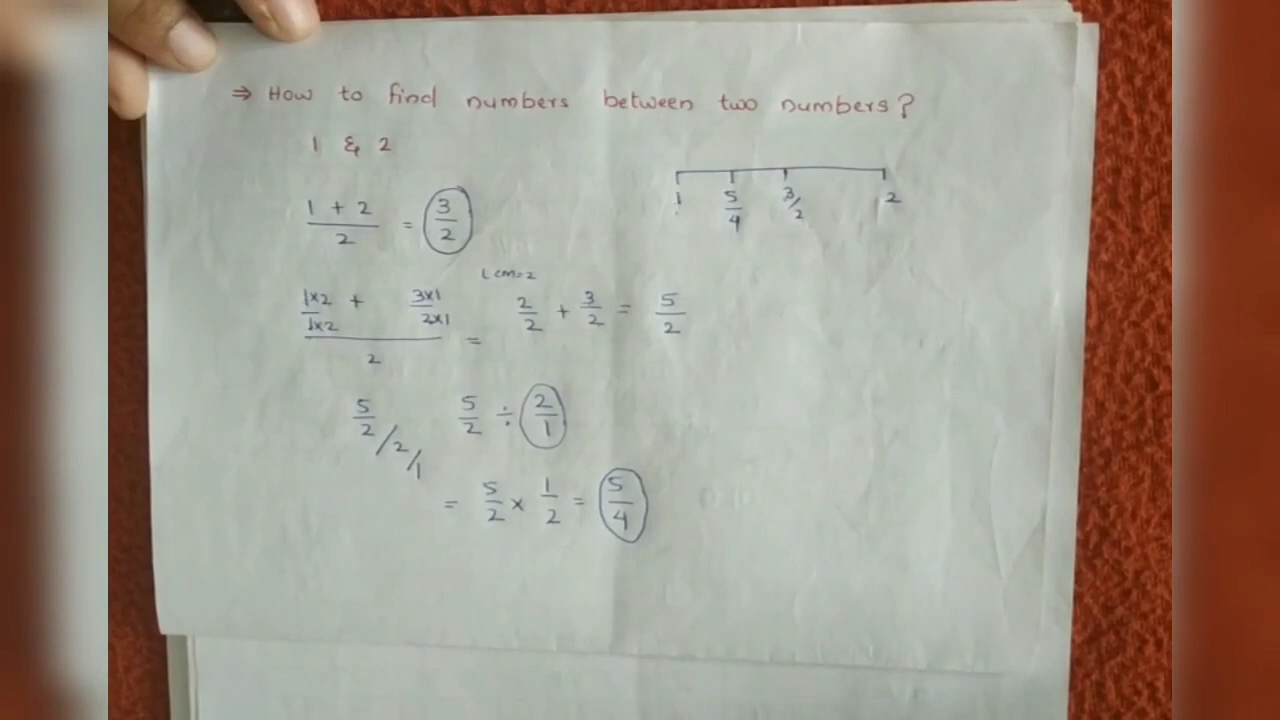 ⇒ How to find numbers between two numbers?
1 & 2
1 5/4 3/2 2
(1 + 2)/2 = 3/2
LCM=2
((1×2)/(1×2) + (3×1)/(2×1))/2 = 2/2 + 3/2 = 5/2
5/2/2/1 5/2 ÷ 2/1
= 5/2 × 1/2 = 5/4